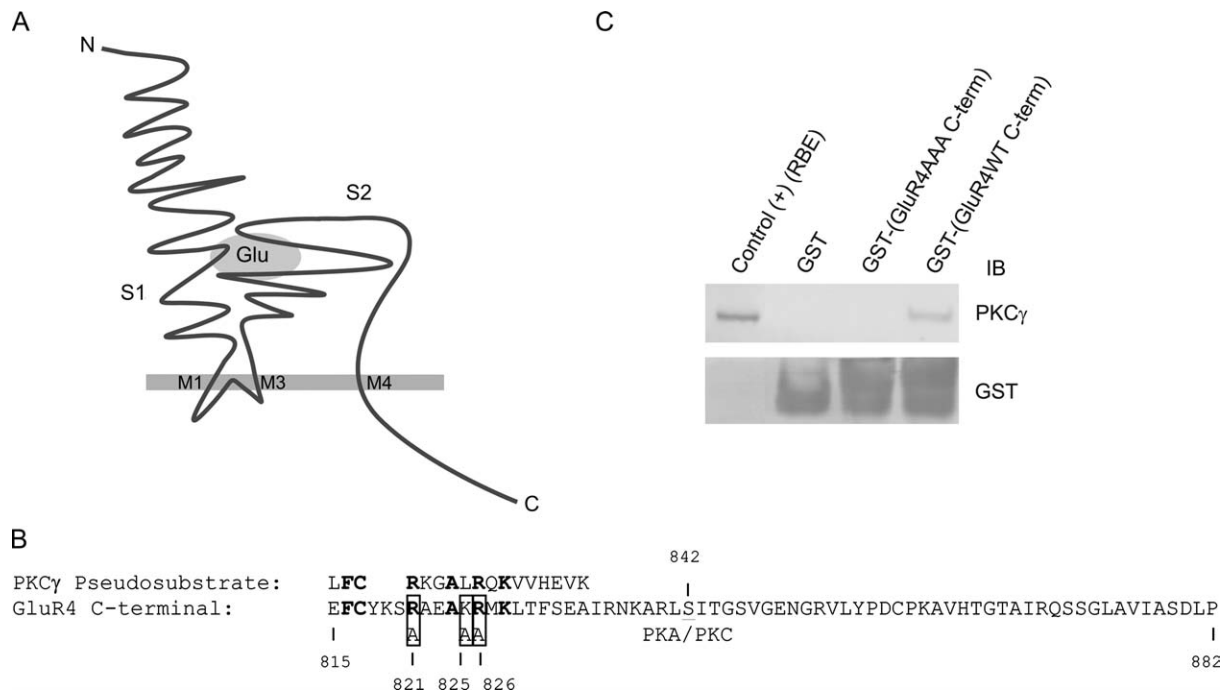 A
N
S2
Glu
S1
M1
M3
M4
C
C
Control (+) (RBE)
GST
GST-(GluR4AAA C-term)
GST-(GluR4WT C-term)
IB
PKCγ
GST
B
842
PKCγ Pseudosubstrate: LFC RKGALRQKVVHEVK
GluR4 C-terminal: EFCYKSRAEAKRMKLTFSEAIRNKARLSITGSVGENGRVLYPDCPKAVHTGTAIRQSSGLAVIASDLP
A AA PKA/PKC
815 882
821 825 826